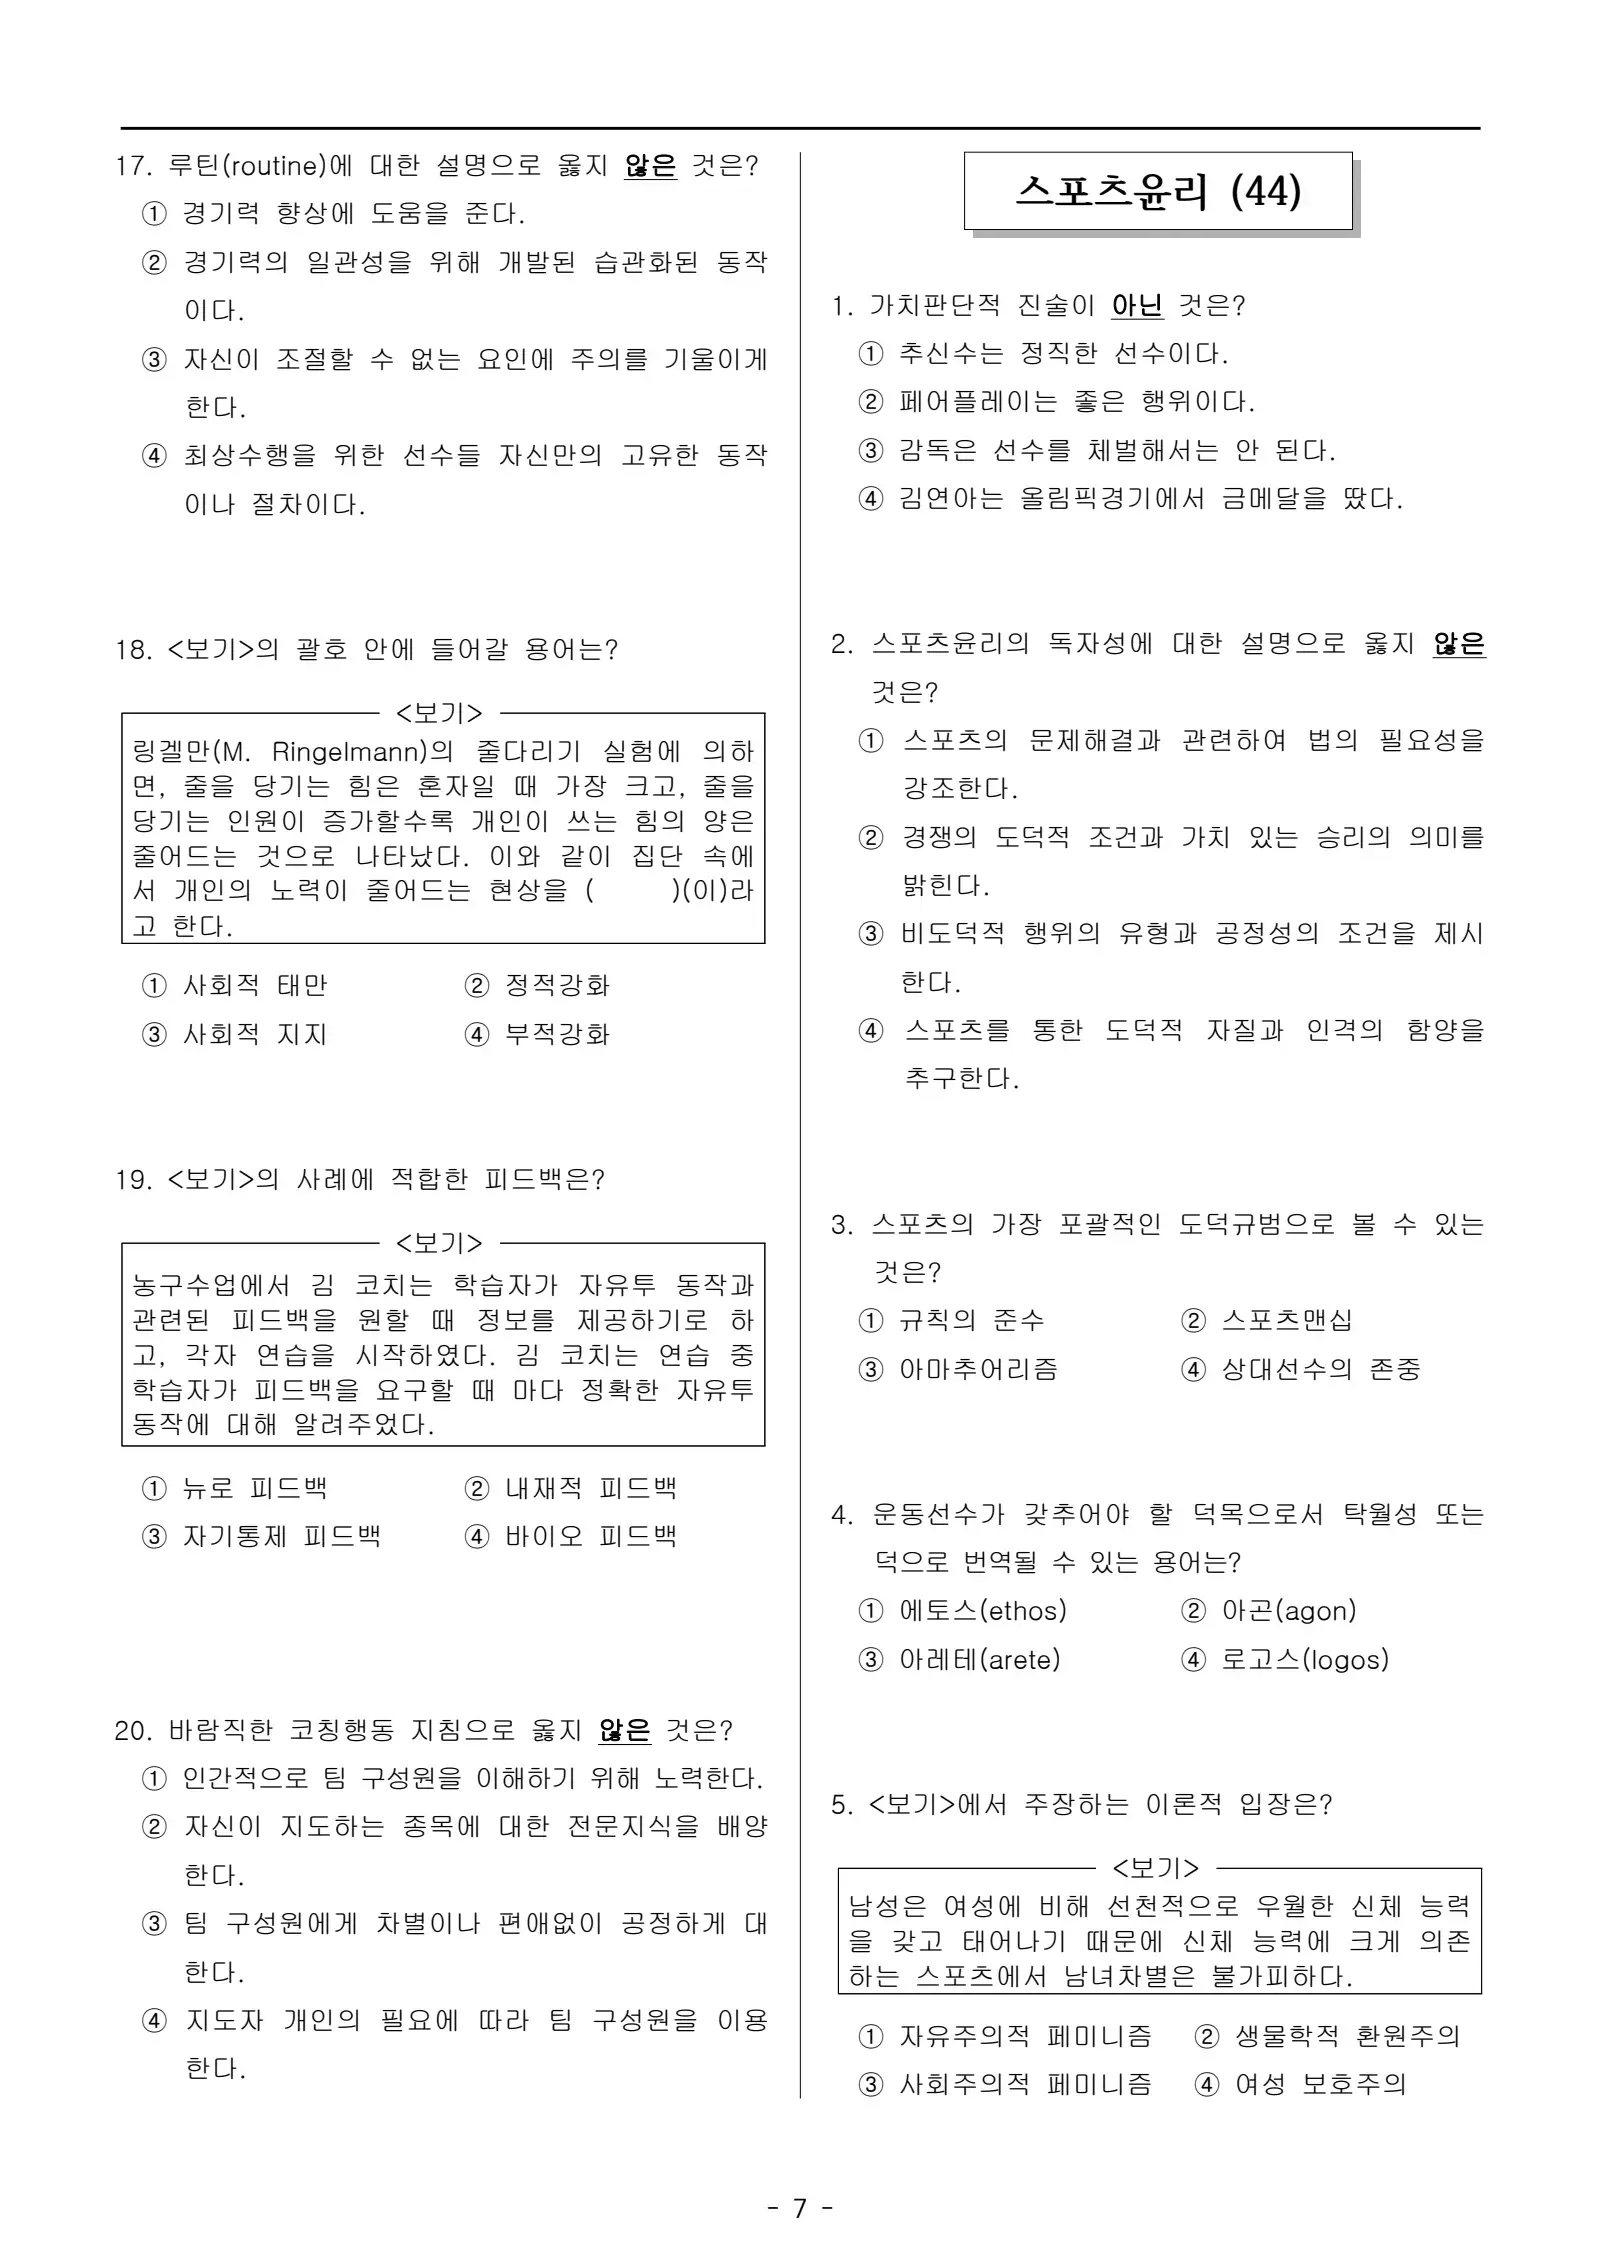 17. 루틴(routine)에 대한 설명으로 옳지 않은 것은?
① 경기력 향상에 도움을 준다.
② 경기력의 일관성을 위해 개발된 습관화된 동작
이다.
③ 자신이 조절할 수 없는 요인에 주의를 기울이게
한다.
④ 최상수행을 위한 선수들 자신만의 고유한 동작
이나 절차이다.
18. <보기>의 괄호 안에 들어갈 용어는?
<보기>
링겔만(M. Ringelmann)의 줄다리기 실험에 의하
면, 줄을 당기는 힘은 혼자일 때 가장 크고, 줄을
당기는 인원이 증가할수록 개인이 쓰는 힘의 양은
줄어드는 것으로 나타났다. 이와 같이 집단 속에
서 개인의 노력이 줄어드는 현상을 (      )(이)라
고 한다.
① 사회적 태만 ② 정적강화
③ 사회적 지지 ④ 부적강화
19. <보기>의 사례에 적합한 피드백은?
<보기>
농구수업에서 김 코치는 학습자가 자유투 동작과
관련된 피드백을 원할 때 정보를 제공하기로 하
고, 각자 연습을 시작하였다. 김 코치는 연습 중
학습자가 피드백을 요구할 때 마다 정확한 자유투
동작에 대해 알려주었다.
① 뉴로 피드백 ② 내재적 피드백
③ 자기통제 피드백 ④ 바이오 피드백
20. 바람직한 코칭행동 지침으로 옳지 않은 것은?
① 인간적으로 팀 구성원을 이해하기 위해 노력한다.
② 자신이 지도하는 종목에 대한 전문지식을 배양
한다.
③ 팀 구성원에게 차별이나 편애없이 공정하게 대
한다.
④ 지도자 개인의 필요에 따라 팀 구성원을 이용
한다.
스포츠윤리 (44)
1. 가치판단적 진술이 아닌 것은?
① 추신수는 정직한 선수이다.
② 페어플레이는 좋은 행위이다.
③ 감독은 선수를 체벌해서는 안 된다.
④ 김연아는 올림픽경기에서 금메달을 땄다.
2. 스포츠윤리의 독자성에 대한 설명으로 옳지 않은
것은?
① 스포츠의 문제해결과 관련하여 법의 필요성을
강조한다.
② 경쟁의 도덕적 조건과 가치 있는 승리의 의미를
밝힌다.
③ 비도덕적 행위의 유형과 공정성의 조건을 제시
한다.
④ 스포츠를 통한 도덕적 자질과 인격의 함양을
추구한다.
3. 스포츠의 가장 포괄적인 도덕규범으로 볼 수 있는
것은?
① 규칙의 준수 ② 스포츠맨십
③ 아마추어리즘 ④ 상대선수의 존중
4. 운동선수가 갖추어야 할 덕목으로서 탁월성 또는
덕으로 번역될 수 있는 용어는?
① 에토스(ethos) ② 아곤(agon)
③ 아레테(arete) ④ 로고스(logos)
5. <보기>에서 주장하는 이론적 입장은?
<보기>
남성은 여성에 비해 선천적으로 우월한 신체 능력
을 갖고 태어나기 때문에 신체 능력에 크게 의존
하는 스포츠에서 남녀차별은 불가피하다.
① 자유주의적 페미니즘 ② 생물학적 환원주의
③ 사회주의적 페미니즘 ④ 여성 보호주의
- 7 -